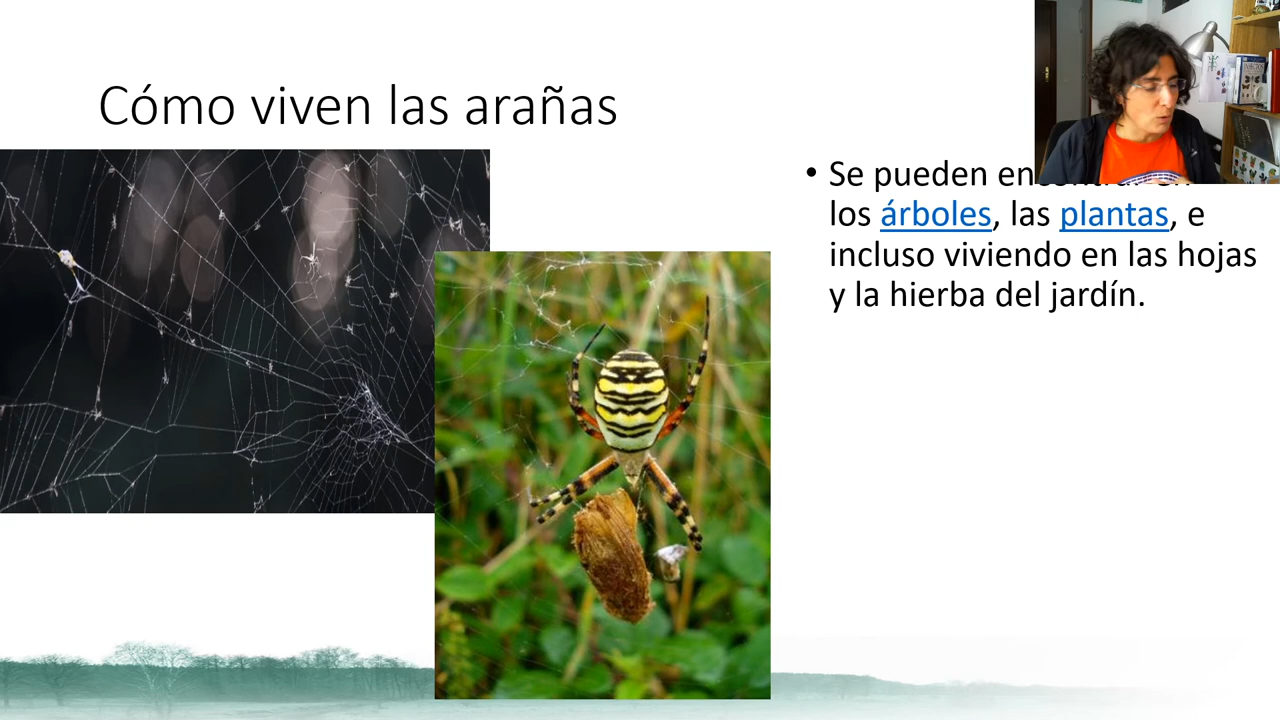 Cómo viven las arañas
• Se pueden encontrar en
los árboles, las plantas, e
incluso viviendo en las hojas
y la hierba del jardín.